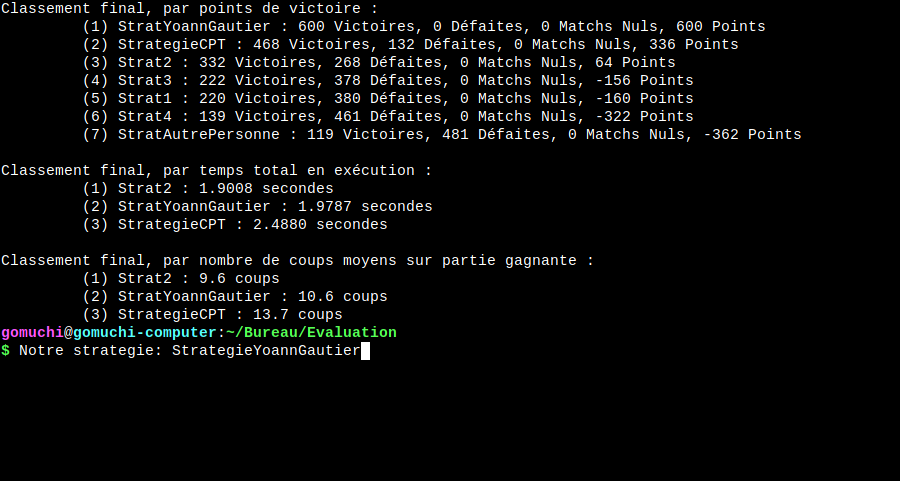 Classement final, par points de victoire :
(1) StratYoannGautier : 600 Victoires, 0 Défaites, 0 Matchs Nuls, 600 Points
(2) StrategieCPT : 468 Victoires, 132 Défaites, 0 Matchs Nuls, 336 Points
(3) Strat2 : 332 Victoires, 268 Défaites, 0 Matchs Nuls, 64 Points
(4) Strat3 : 222 Victoires, 378 Défaites, 0 Matchs Nuls, -156 Points
(5) Strat1 : 220 Victoires, 380 Défaites, 0 Matchs Nuls, -160 Points
(6) Strat4 : 139 Victoires, 461 Défaites, 0 Matchs Nuls, -322 Points
(7) StratAutrePersonne : 119 Victoires, 481 Défaites, 0 Matchs Nuls, -362 Points
Classement final, par temps total en exécution :
(1) Strat2 : 1.9008 secondes
(2) StratYoannGautier : 1.9787 secondes
(3) StrategieCPT : 2.4880 secondes
Classement final, par nombre de coups moyens sur partie gagnante :
(1) Strat2 : 9.6 coups
(2) StratYoannGautier : 10.6 coups
(3) StrategieCPT : 13.7 coups
gomuchi@gomuchi-computer:~/Bureau/Evaluation
$ Notre strategie: StrategieYoannGautier